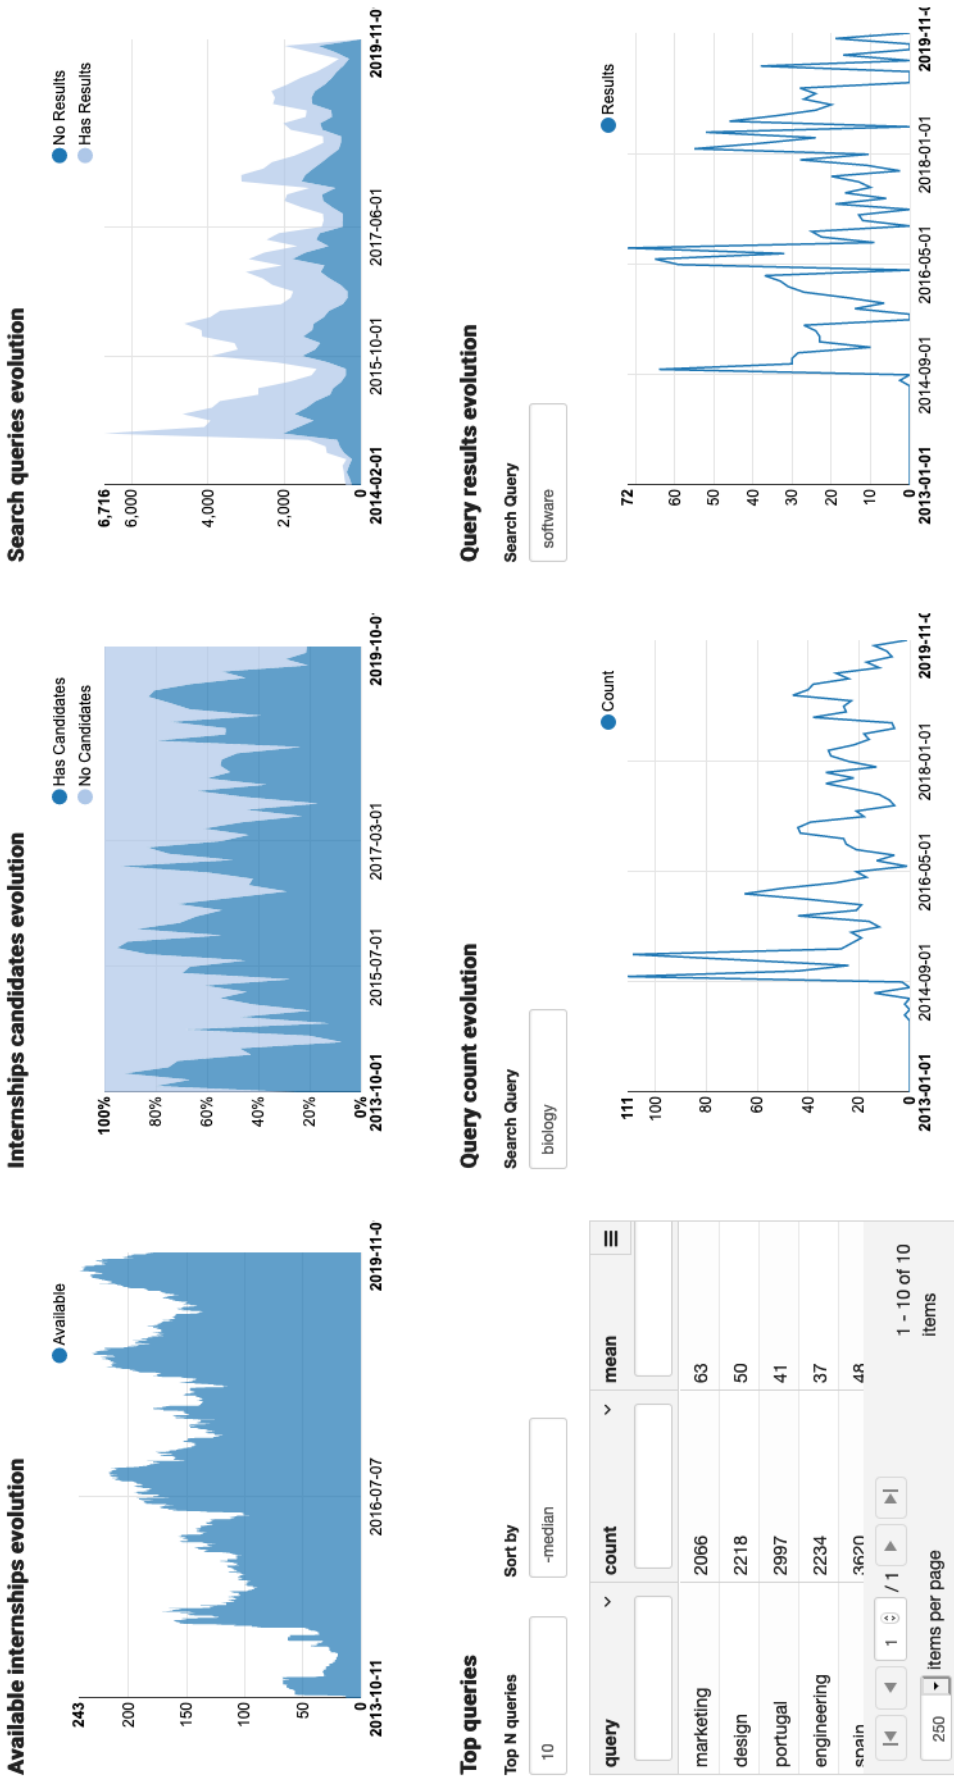 Available internships evolution
Available
243
200
150
100
50
0
2013-10-11
2016-07-07
2019-11-0
Internships candidates evolution
Has Candidates
No Candidates
100%
80%
60%
40%
20%
0%
2013-10-01
2015-07-01
2017-03-01
2019-10-0
Search queries evolution
No Results
Has Results
6,716
6,000
4,000
2,000
0
2014-02-01
2015-10-01
2017-06-01
2019-11-0
Top queries
Top N queries
Sort by
10
-median
query count mean
marketing 2066 63
design 2218 50
portugal 2997 41
engineering 2234 37
spain 3620 48
1 / 1
250 items per page
1 - 10 of 10
items
Query count evolution
Search Query
biology
Count
111
100
80
60
40
20
0
2013-01-01
2014-09-01
2016-05-01
2018-01-01
2019-11-(
Query results evolution
Search Query
software
Results
72
60
50
40
30
20
10
0
2013-01-01
2014-09-01
2016-05-01
2018-01-01
2019-11-(